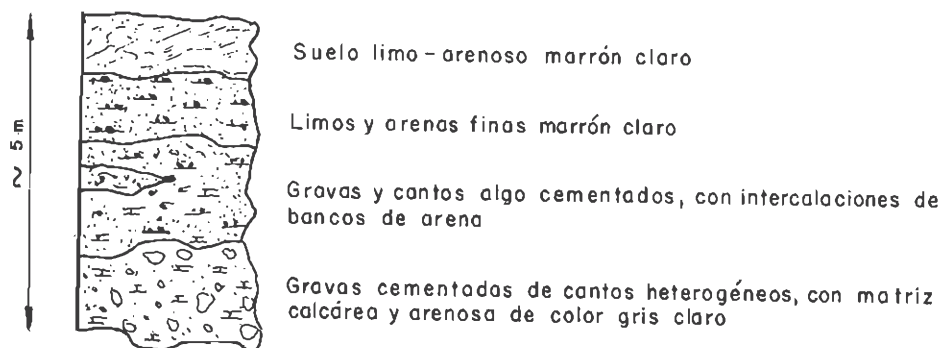 ~ 5 m
Suelo limo-arenoso marrón claro
Limos y arenas finas marrón claro
Gravas y cantos algo cementados, con intercalaciones de
bancos de arena
Gravas cementadas de cantos heterogéneos, con matriz
calcárea y arenosa de color gris claro